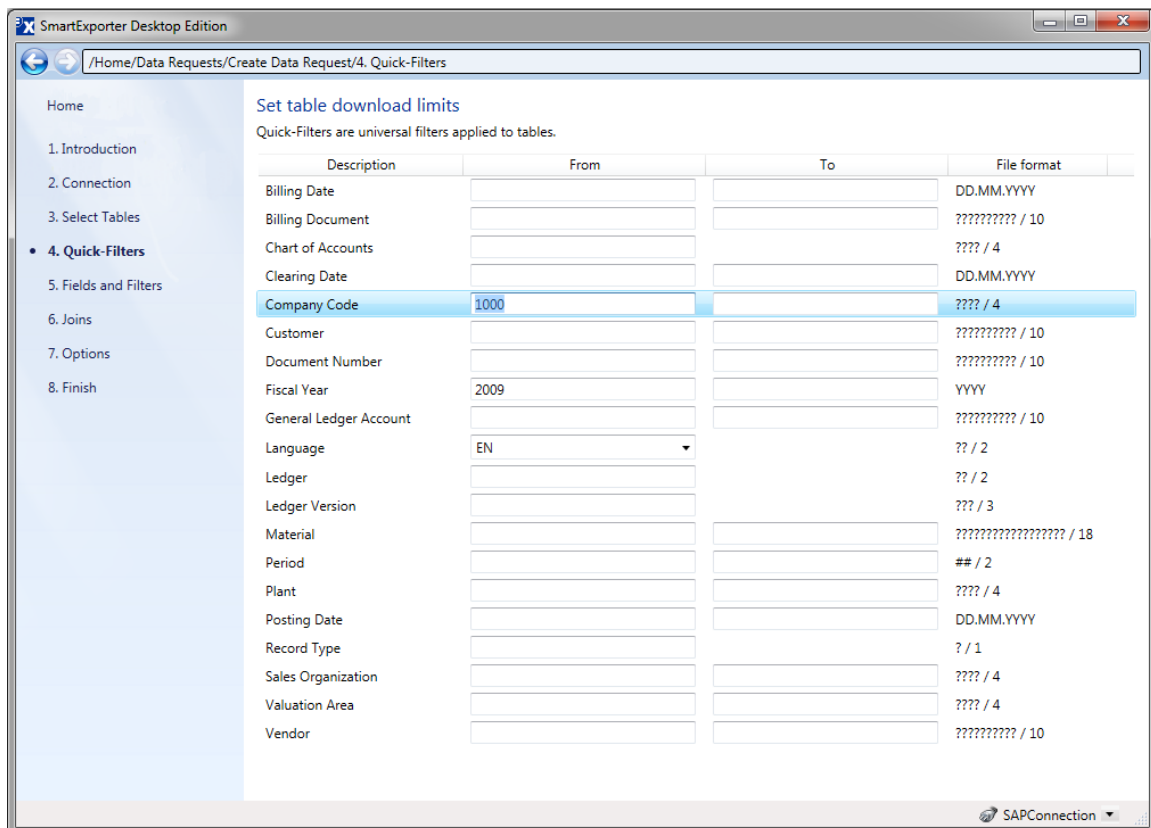 SmartExporter Desktop Edition
/Home/Data Requests/Create Data Request/4. Quick-Filters
Home
1. Introduction
2. Connection
3. Select Tables
• 4. Quick-Filters
5. Fields and Filters
6. Joins
7. Options
8. Finish
Set table download limits
Quick-Filters are universal filters applied to tables.
Description From To File format
Billing Date DD.MM.YYYY
Billing Document ?????????? / 10
Chart of Accounts ???? / 4
Clearing Date DD.MM.YYYY
Company Code 1000 ???? / 4
Customer ?????????? / 10
Document Number ?????????? / 10
Fiscal Year 2009 YYYY
General Ledger Account ?????????? / 10
Language EN ?? / 2
Ledger ?? / 2
Ledger Version ??? / 3
Material ?????????????????? / 18
Period ## / 2
Plant ???? / 4
Posting Date DD.MM.YYYY
Record Type ? / 1
Sales Organization ???? / 4
Valuation Area ???? / 4
Vendor ?????????? / 10
SAPConnection